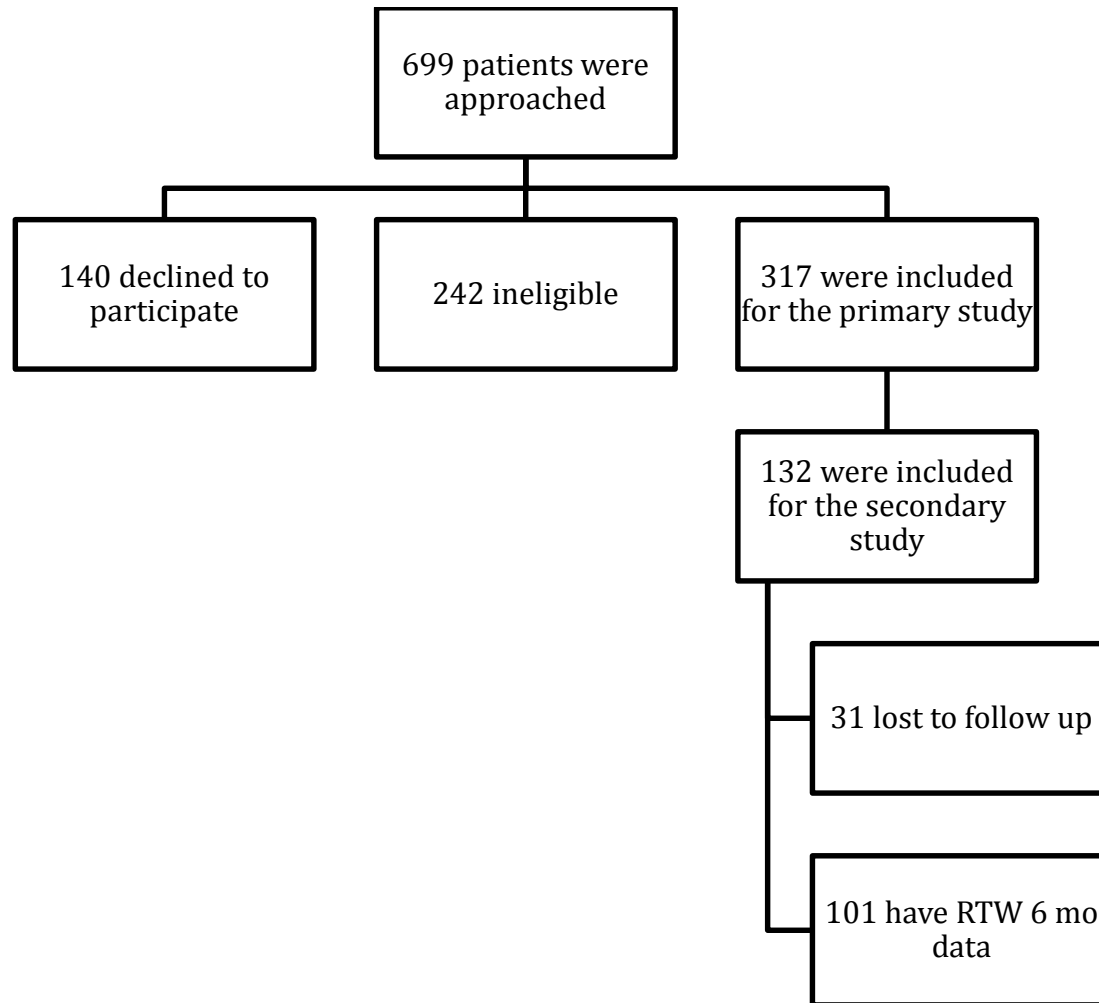 699 patients were
approached
140 declined to
participate
242 ineligible
317 were included
for the primary study
132 were included
for the secondary
study
31 lost to follow up
101 have RTW 6 mo
data